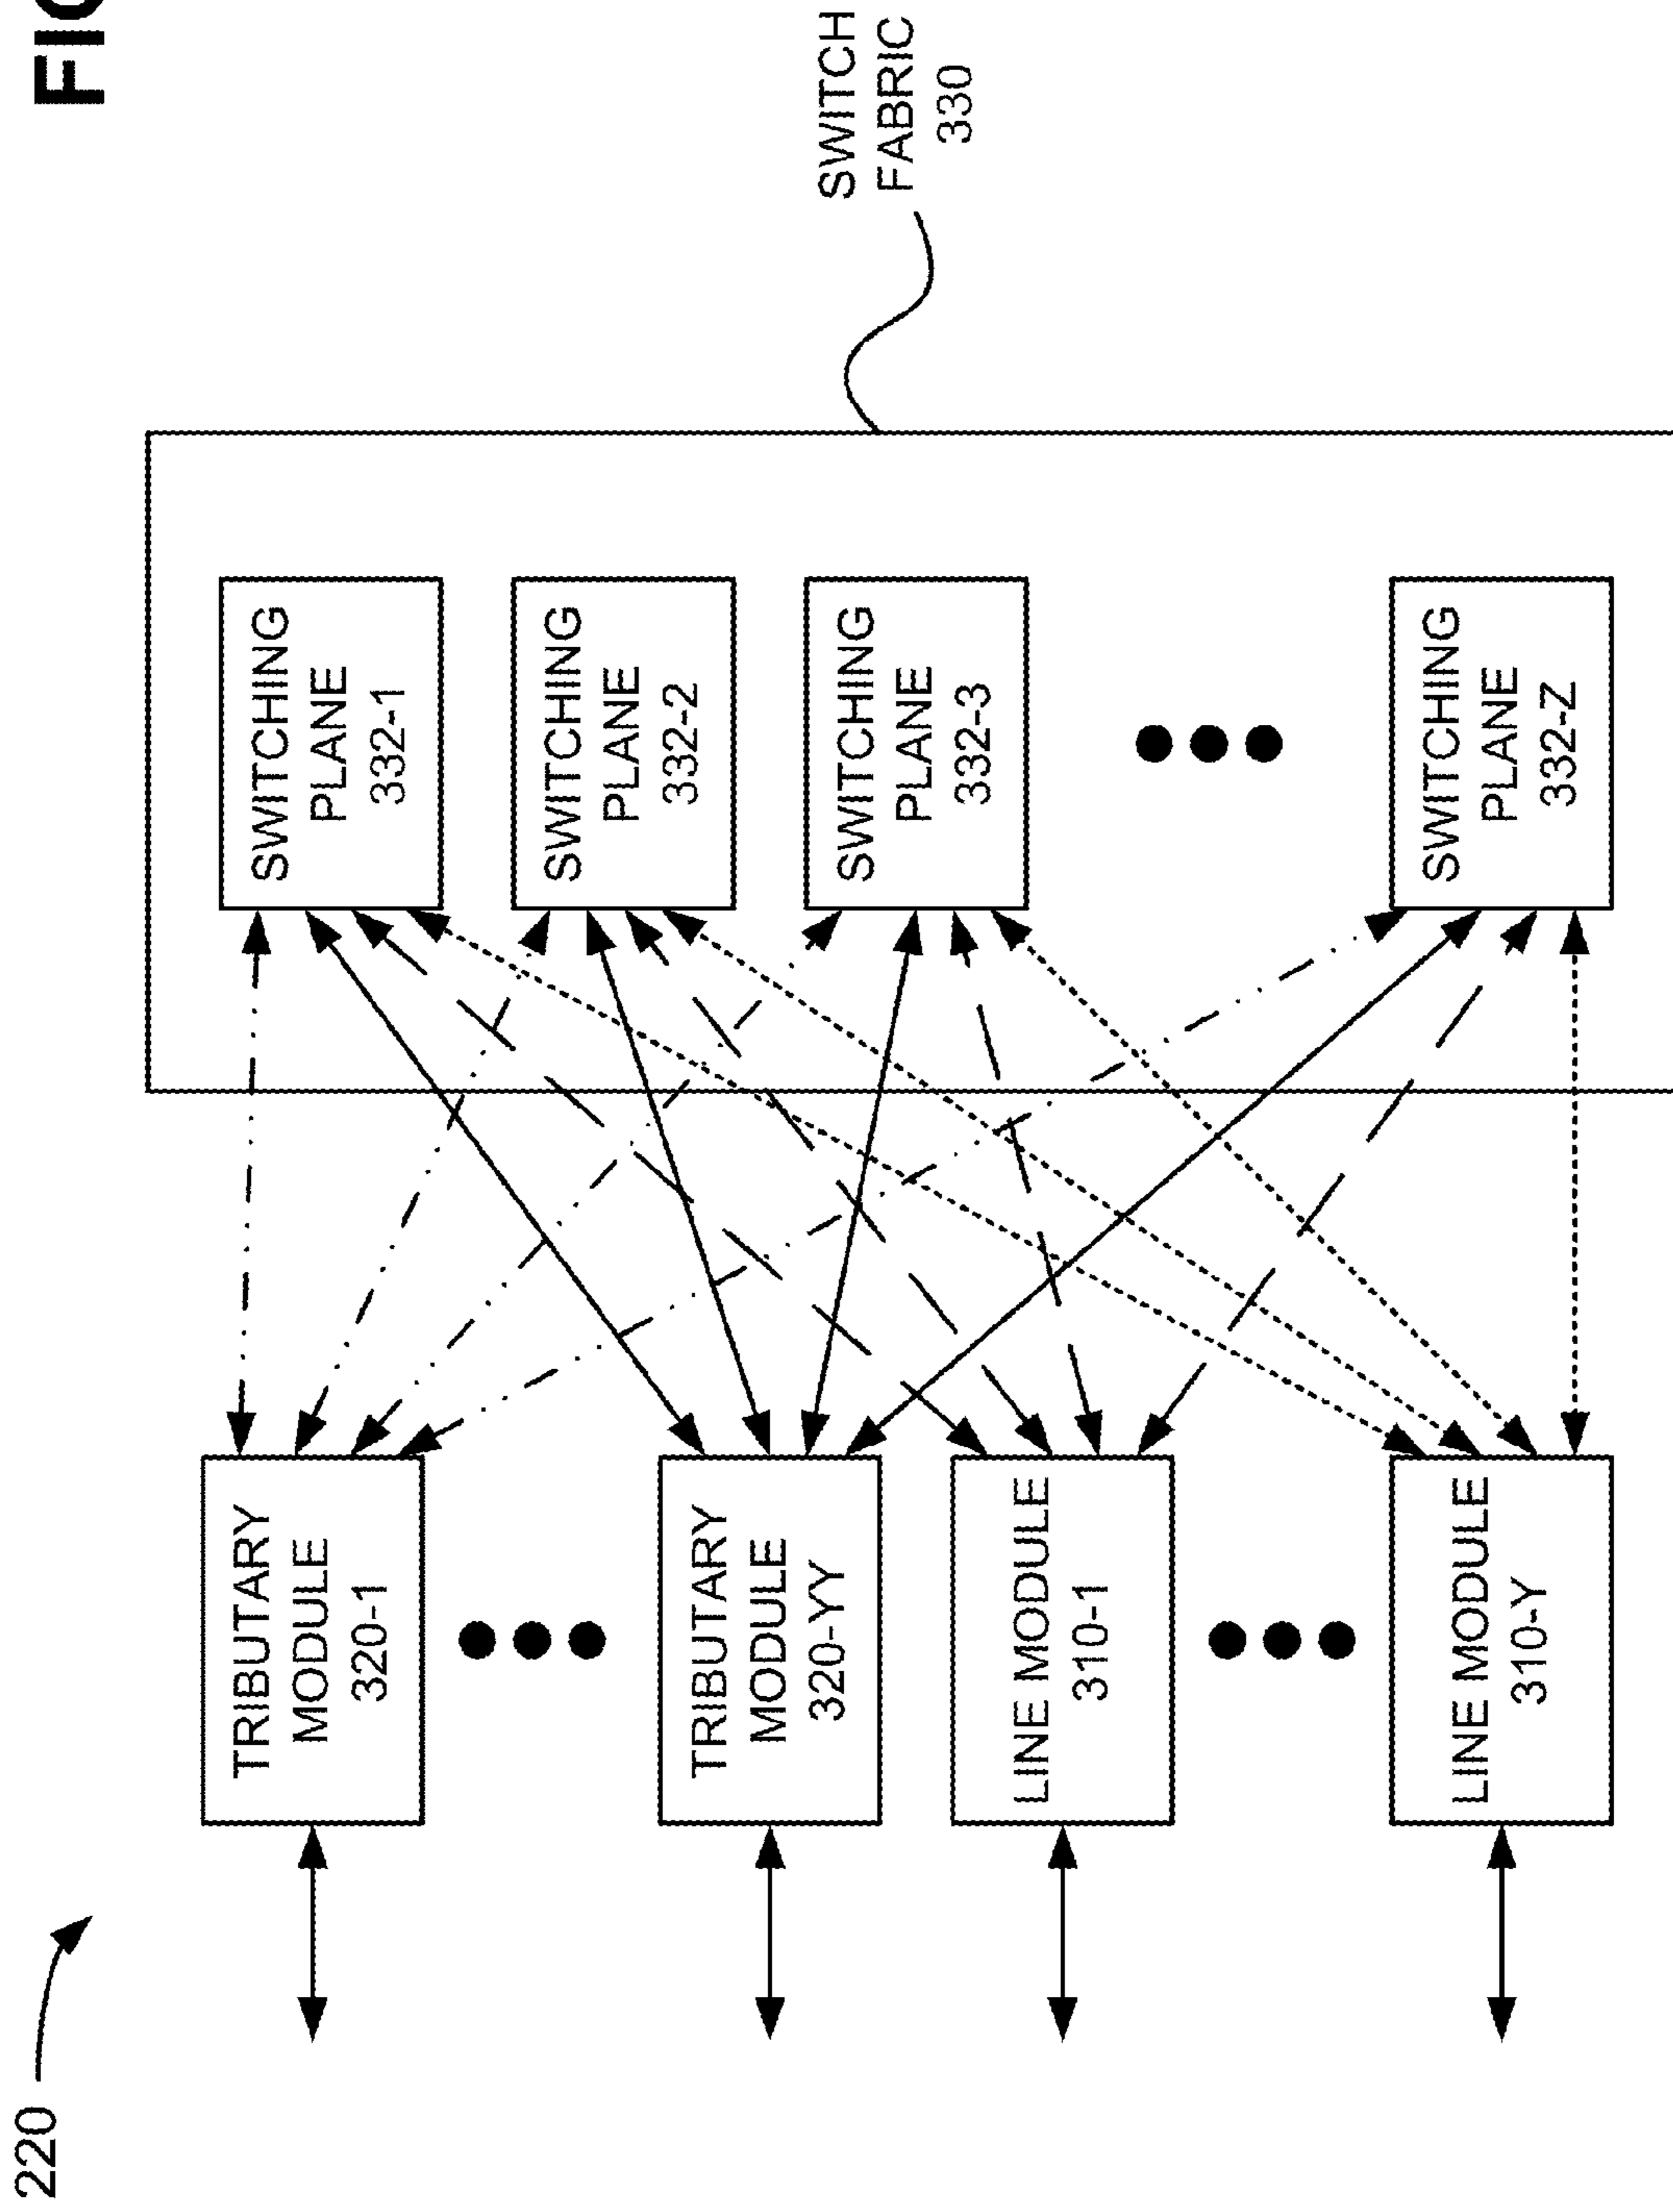 220
FIG
TRIBUTARY
MODULE
320-1
SWITCHING
PLANE
332-1
SWITCHING
PLANE
332-2
TRIBUTARY
MODULE
320-YY
SWITCHING
PLANE
332-3
SWITCH
FABRIC
330
LINE MODULE
310-1
LINE MODULE
310-Y
SWITCHING
PLANE
332-Z